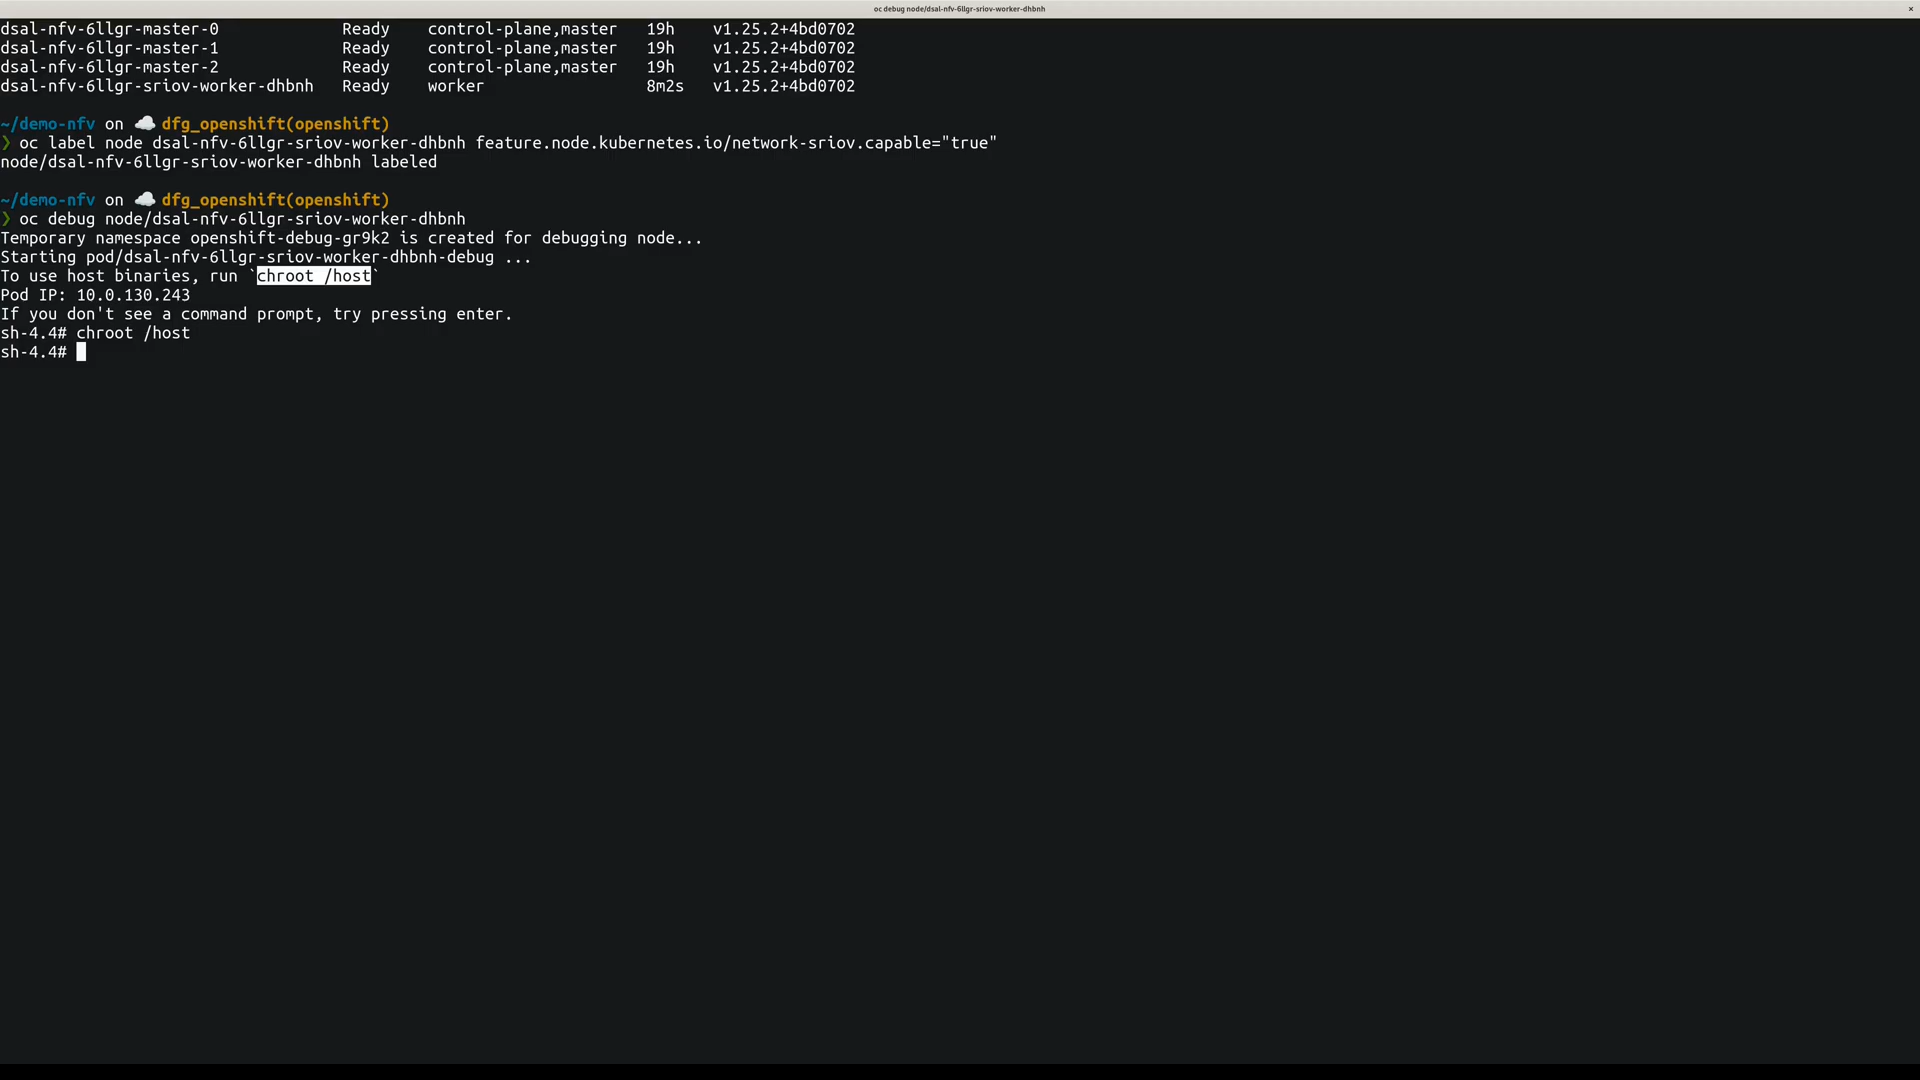 oc debug node/dsal-nfv-6llgr-sriov-worker-dhbnh ×
dsal-nfv-6llgr-master-0 Ready control-plane,master 19h v1.25.2+4bd0702
dsal-nfv-6llgr-master-1 Ready control-plane,master 19h v1.25.2+4bd0702
dsal-nfv-6llgr-master-2 Ready control-plane,master 19h v1.25.2+4bd0702
dsal-nfv-6llgr-sriov-worker-dhbnh Ready worker 8m2s v1.25.2+4bd0702
~/demo-nfv on ☁️ dfg_openshift(openshift)
❯ oc label node dsal-nfv-6llgr-sriov-worker-dhbnh feature.node.kubernetes.io/network-sriov.capable="true"
node/dsal-nfv-6llgr-sriov-worker-dhbnh labeled
~/demo-nfv on ☁️ dfg_openshift(openshift)
❯ oc debug node/dsal-nfv-6llgr-sriov-worker-dhbnh
Temporary namespace openshift-debug-gr9k2 is created for debugging node...
Starting pod/dsal-nfv-6llgr-sriov-worker-dhbnh-debug ...
To use host binaries, run `chroot /host`
Pod IP: 10.0.130.243
If you don't see a command prompt, try pressing enter.
sh-4.4# chroot /host
sh-4.4#